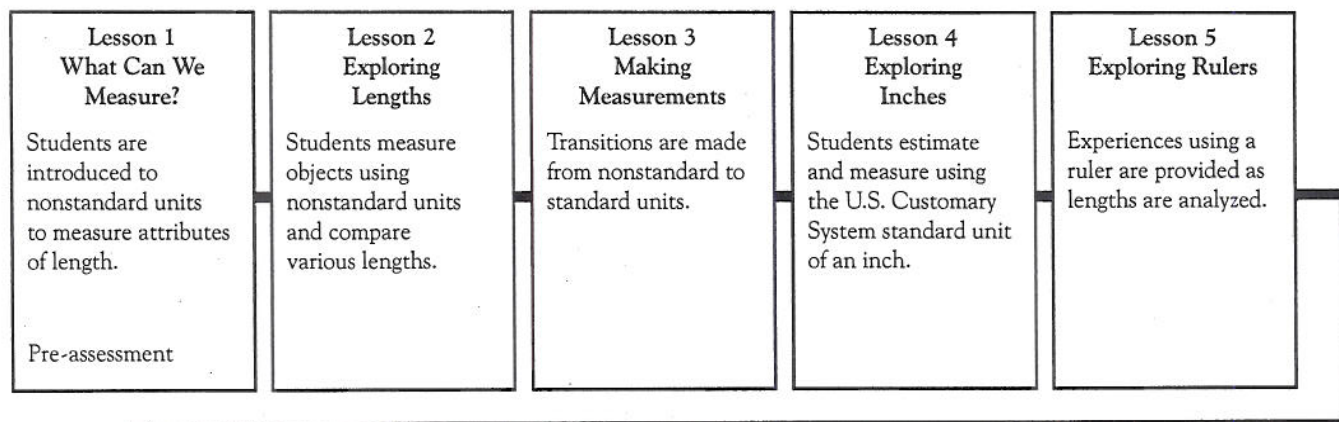 Lesson 1
What Can We
Measure?
Students are
introduced to
nonstandard units
to measure attributes
of length.
Pre-assessment
Lesson 2
Exploring
Lengths
Students measure
objects using
nonstandard units
and compare
various lengths.
Lesson 3
Making
Measurements
Transitions are made
from nonstandard to
standard units.
Lesson 4
Exploring
Inches
Students estimate
and measure using
the U.S. Customary
System standard unit
of an inch.
Lesson 5
Exploring Rulers
Experiences using a
ruler are provided as
lengths are analyzed.